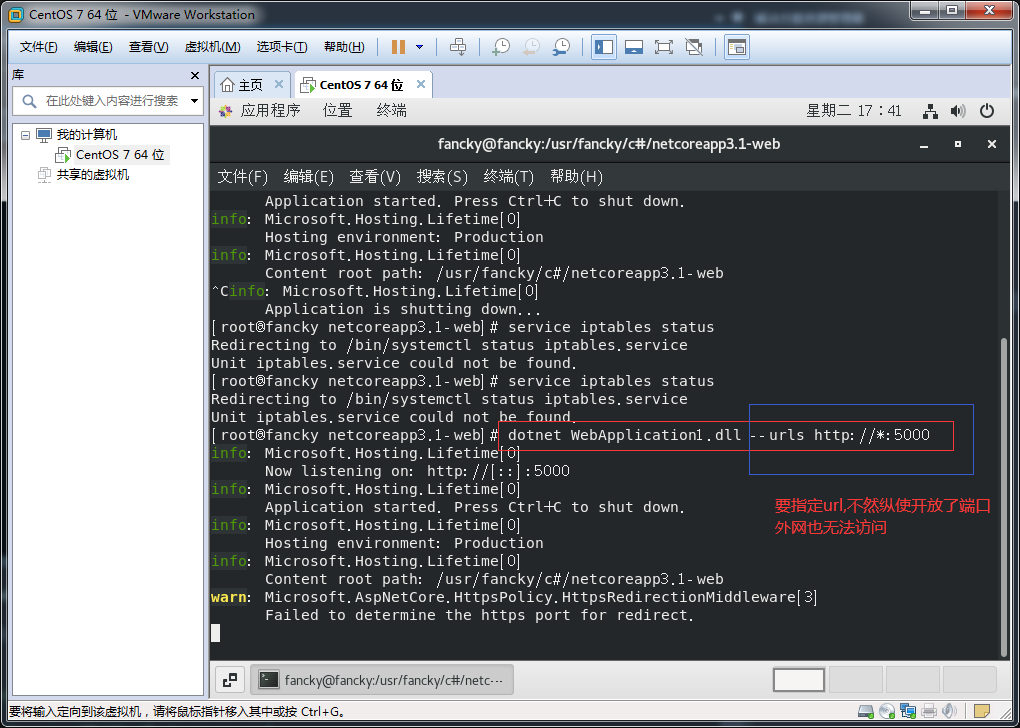 CentOS 7 64 位 - VMware Workstation
文件(F) 编辑(E) 查看(V) 虚拟机(M) 选项卡(T) 帮助(H)
库
在此处键入内容进行搜索
我的计算机
CentOS 7 64 位
共享的虚拟机
主页
CentOS 7 64 位
应用程序 位置 终端 星期二 17:41
fancky@fancky:/usr/fancky/c#/netcoreapp3.1-web
文件(F) 编辑(E) 查看(V) 搜索(S) 终端(T) 帮助(H)
Application started. Press Ctrl+C to shut down.
info: Microsoft.Hosting.Lifetime[0]
Hosting environment: Production
info: Microsoft.Hosting.Lifetime[0]
Content root path: /usr/fancky/c#/netcoreapp3.1-web
^Cinfo: Microsoft.Hosting.Lifetime[0]
Application is shutting down...
[root@fancky netcoreapp3.1-web]# service iptables status
Redirecting to /bin/systemctl status iptables.service
Unit iptables.service could not be found.
[root@fancky netcoreapp3.1-web]# service iptables status
Redirecting to /bin/systemctl status iptables.service
Unit iptables.service could not be found.
[root@fancky netcoreapp3.1-web]# dotnet WebApplication1.dll --urls http://*:5000
info: Microsoft.Hosting.Lifetime[0]
Now listening on: http://[::]:5000
info: Microsoft.Hosting.Lifetime[0]
Application started. Press Ctrl+C to shut down.
info: Microsoft.Hosting.Lifetime[0]
Hosting environment: Production
info: Microsoft.Hosting.Lifetime[0]
Content root path: /usr/fancky/c#/netcoreapp3.1-web
warn: Microsoft.AspNetCore.HttpsPolicy.HttpsRedirectionMiddleware[3]
Failed to determine the https port for redirect.
要指定url,不然纵使开放了端口
外网也无法访问
fancky@fancky:/usr/fancky/c#/netc···
要将输入定向到该虚拟机，请将鼠标指针移入其中或按 Ctrl+G。